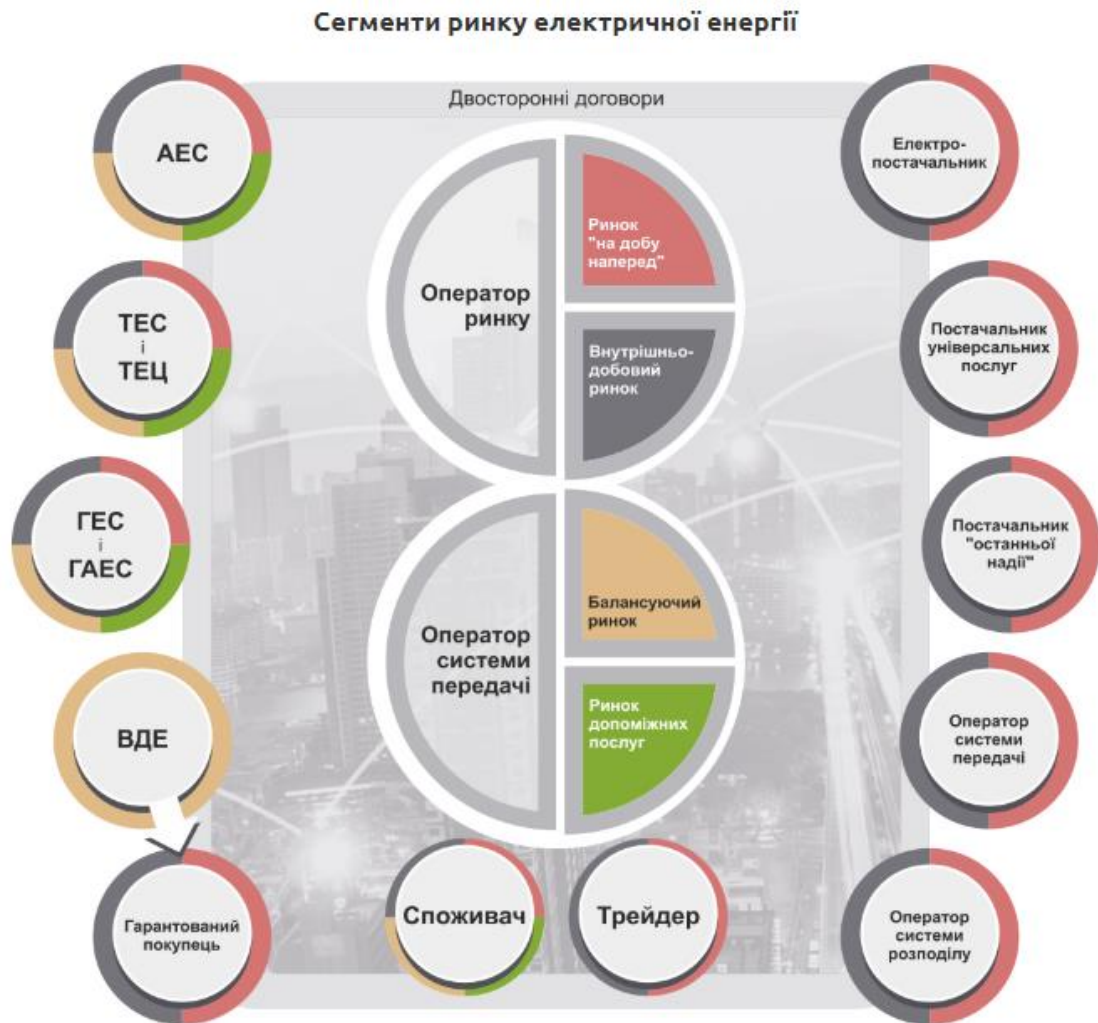 Сегменти ринку електричної енергії
Двосторонні договори
АЕС
ТЕС
і
ТЕЦ
ГЕС
і
ГАЕС
ВДЕ
Гарантований
покупець
Оператор
ринку
Ринок
"на добу
наперед"
Внутрішньо-
добовий
ринок
Оператор
системи
передачі
Балансуючий
ринок
Ринок
допоміжних
послуг
Споживач
Трейдер
Електро-
постачальник
Постачальник
універсальних
послуг
Постачальник
"останньої
надії"
Оператор
системи
передачі
Оператор
системи
розподілу